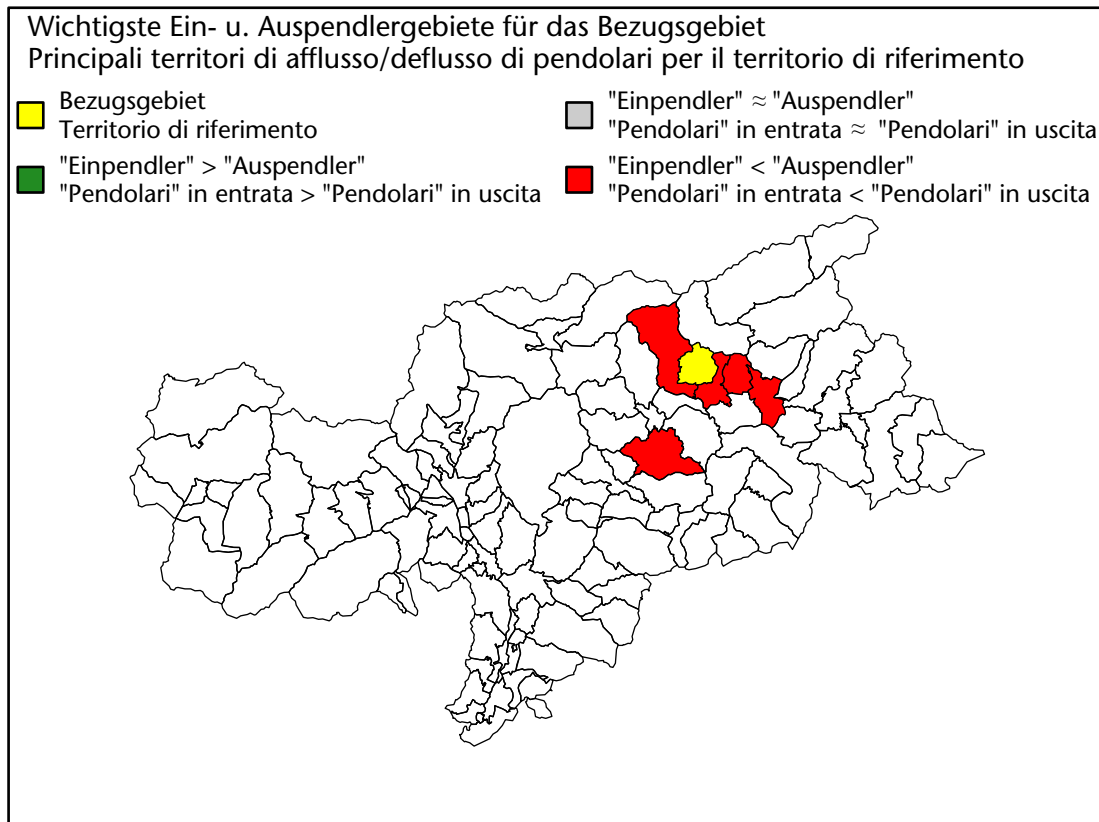 Wichtigste Ein- u. Auspendlergebiete für das Bezugsgebiet
Principali territori di afflusso/deflusso di pendolari per il territorio di riferimento
Bezugsgebiet
Territorio di riferimento
"Einpendler" > "Auspendler"
"Pendolari" in entrata > "Pendolari" in uscita
"Einpendler" ≈ "Auspendler"
"Pendolari" in entrata ≈ "Pendolari" in uscita
"Einpendler" < "Auspendler"
"Pendolari" in entrata < "Pendolari" in uscita